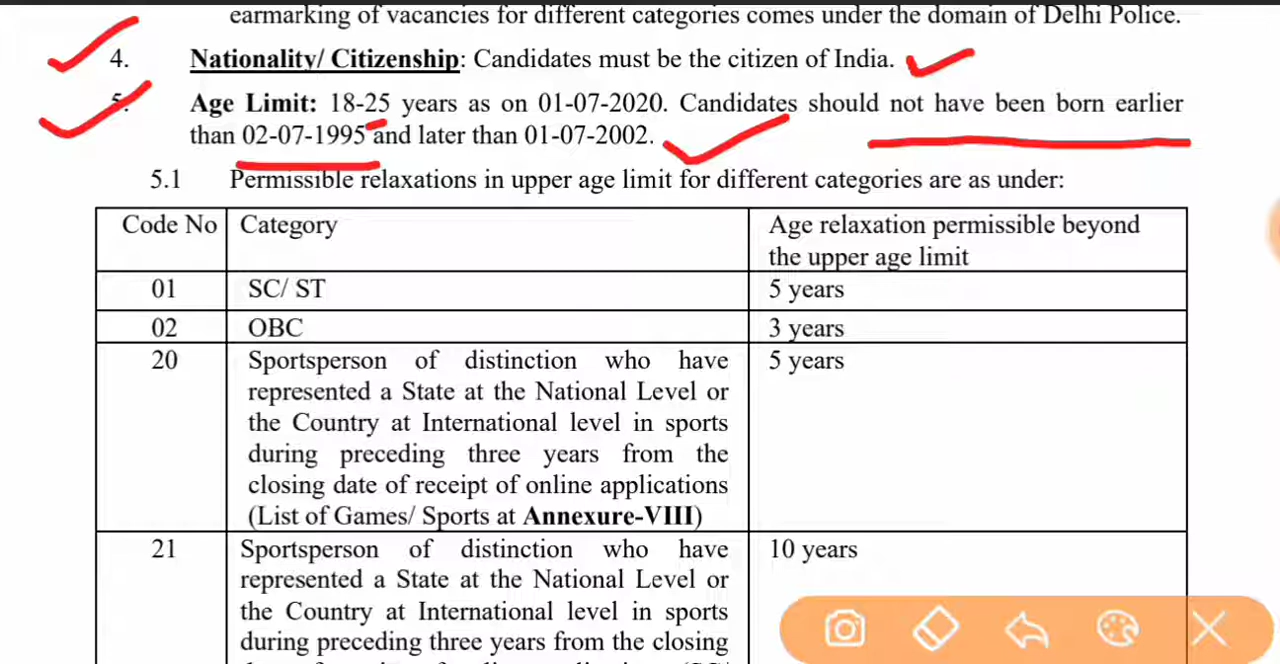 earmarking of vacancies for different categories comes under the domain of Delhi Police.
4. Nationality/ Citizenship: Candidates must be the citizen of India.
5. Age Limit: 18-25 years as on 01-07-2020. Candidates should not have been born earlier
than 02-07-1995 and later than 01-07-2002.
5.1 Permissible relaxations in upper age limit for different categories are as under:
Code No Category Age relaxation permissible beyond
the upper age limit
01 SC/ ST 5 years
02 OBC 3 years
20 Sportsperson of distinction who have 5 years
represented a State at the National Level or
the Country at International level in sports
during preceding three years from the
closing date of receipt of online applications
(List of Games/ Sports at Annexure-VIII)
21 Sportsperson of distinction who have 10 years
represented a State at the National Level or
the Country at International level in sports
during preceding three years from the closing